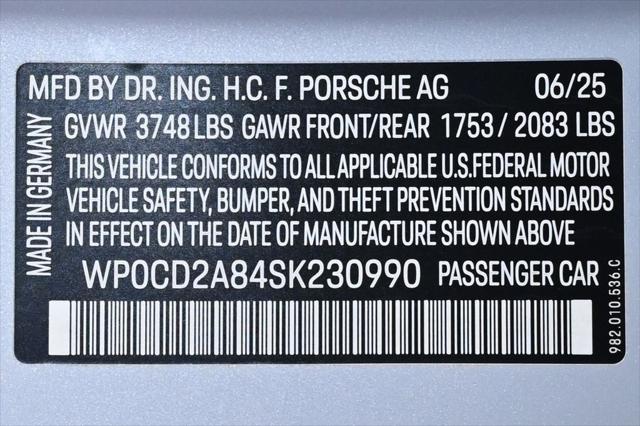 MFD BY DR. ING. H.C. F. PORSCHE AG 06/25
GVWR 3748 LBS GAWR FRONT/REAR 1753 / 2083 LBS
THIS VEHICLE CONFORMS TO ALL APPLICABLE U.S.FEDERAL MOTOR
VEHICLE SAFETY, BUMPER, AND THEFT PREVENTION STANDARDS
IN EFFECT ON THE DATE OF MANUFACTURE SHOWN ABOVE
WP0CD2A84SK230990 PASSENGER CAR
MADE IN GERMANY
982.010.536.C